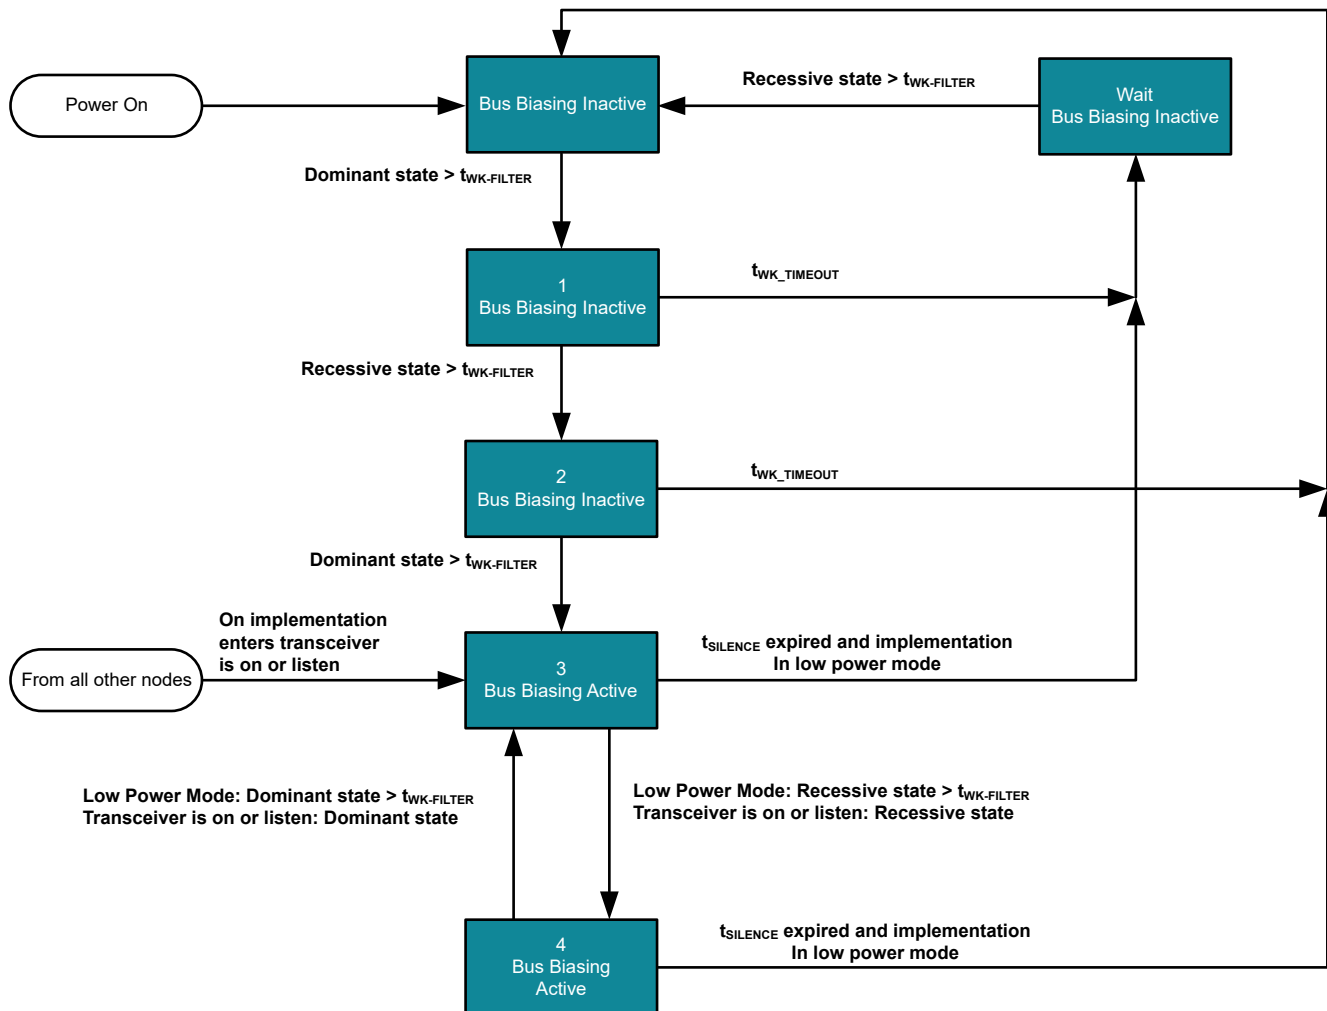 Power On
Bus Biasing Inactive
Recessive state > tWK-FILTER
Wait
Bus Biasing Inactive
Dominant state > tWK-FILTER
1
Bus Biasing Inactive
tWK_TIMEOUT
Recessive state > tWK-FILTER
2
Bus Biasing Inactive
tWK_TIMEOUT
Dominant state > tWK-FILTER
On implementation
enters transceiver
is on or listen
From all other nodes
3
Bus Biasing Active
tSILENCE expired and implementation
In low power mode
Low Power Mode: Dominant state > tWK-FILTER
Transceiver is on or listen: Dominant state
Low Power Mode: Recessive state > tWK-FILTER
Transceiver is on or listen: Recessive state
4
Bus Biasing
Active
tSILENCE expired and implementation
In low power mode